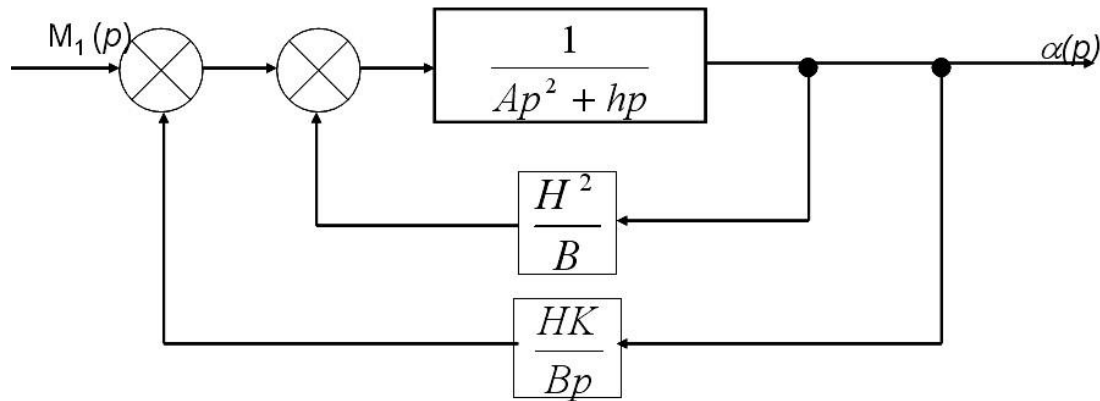 M₁(p)
α(p)
1
Ap² + hp
H²
B
HK
Bp